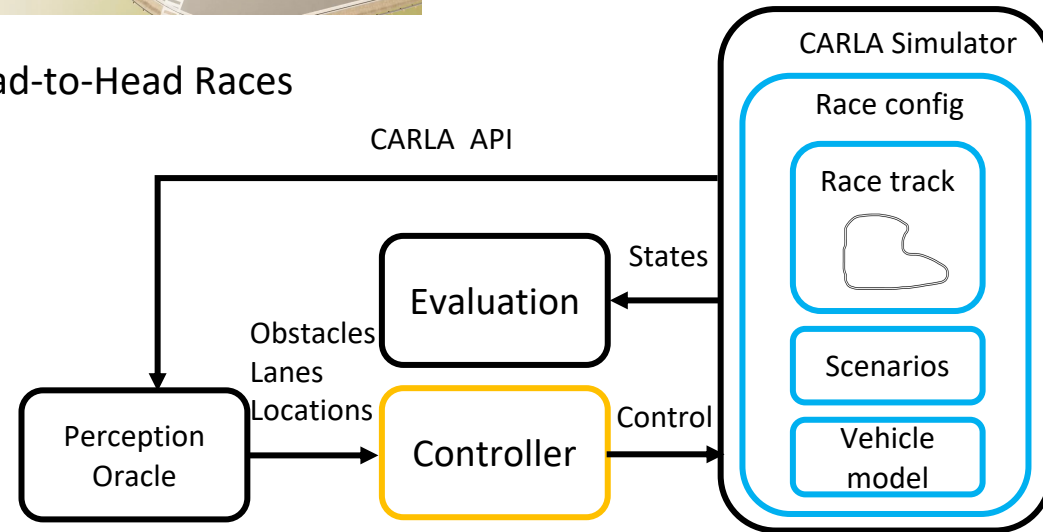 ad-to-Head Races
CARLA Simulator
Race config
CARLA API
Race track
States
Evaluation
Obstacles
Lanes
Locations
Scenarios
Control
Perception
Oracle
Controller
Vehicle
model